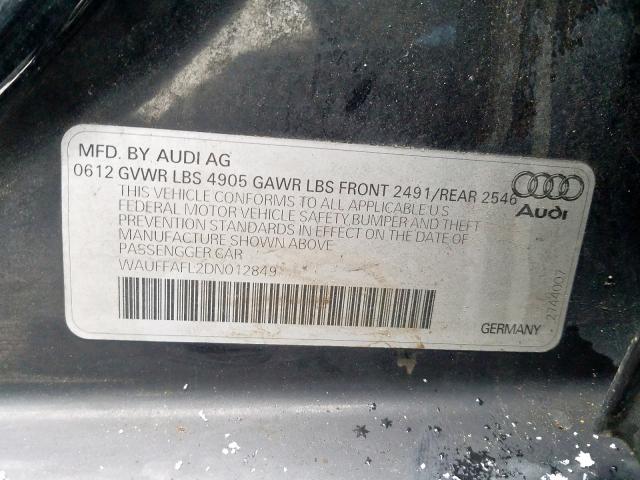 MFD. BY AUDI AG
0612 GVWR LBS 4905 GAWR LBS FRONT 2491/REAR 2546
THIS VEHICLE CONFORMS TO ALL APPLICABLE U S
FEDERAL MOTOR VEHICLE SAFETY, BUMPER AND THEFT
PREVENTION STANDARDS IN EFFECT ON THE DATE OF
MANUFACTURE SHOWN ABOVE
PASSENGGER CAR
WAUFFAFL2DN012849
Audi
GERMANY
2744007